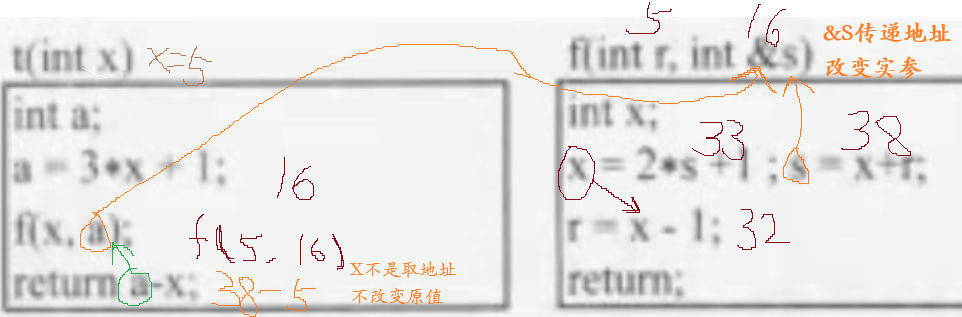 t(int x) x=5
int a;
a = 3*x + 1;
16
f(x, a);
f(5, 16)
return a-x; 38-5
X不是取地址
不改变原值
5 16
f(int r, int &s)
&S传递地址
改变实参
int x;
33 38
x = 2*s +1 ; s = x+r;
r = x - 1; 32
return;